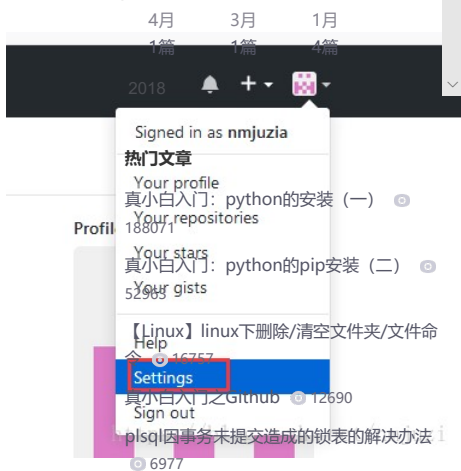 4月 3月 1月
1篇 1篇 4篇
2018
Signed in as nmjuzia
热门文章
Your profile
真小白入门：python的安装（一）
Your repositories
Profil
188071
Your stars
真小白入门：python的pip安装（二）
Your gists
52963
【Linux】linux下删除/清空文件夹/文件命
Help
令 16757
Settings
真小白入门之Github 12690
Sign out
plsql因事务未提交造成的锁表的解决办法
6977